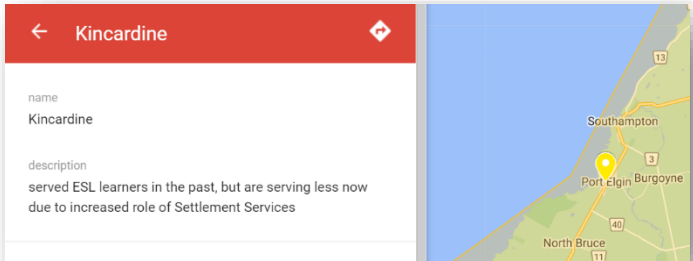 Kincardine
name
Kincardine
description
served ESL learners in the past, but are serving less now
due to increased role of Settlement Services
13
Southampton
3
Port Elgin
Burgoyne
40
North Bruce
11